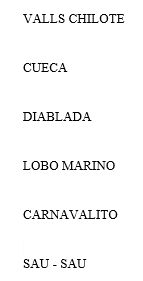 VALLS CHILOTE
CUECA
DIABLADA
LOBO MARINO
CARNAVALITO
SAU - SAU